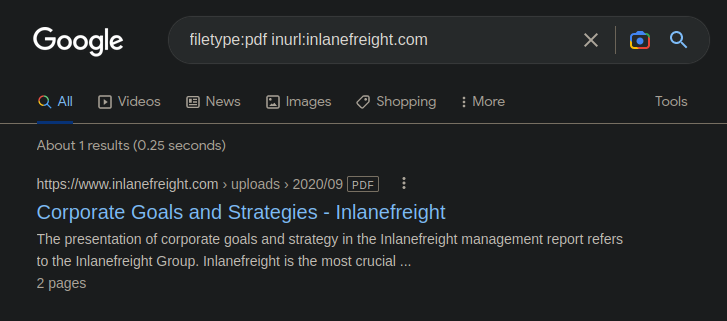 Google
filetype:pdf inurl:inlanefreight.com
All Videos News Images Shopping More Tools
About 1 results (0.25 seconds)
https://www.inlanefreight.com › uploads › 2020/09 PDF
Corporate Goals and Strategies - Inlanefreight
The presentation of corporate goals and strategy in the Inlanefreight management report refers
to the Inlanefreight Group. Inlanefreight is the most crucial ...
2 pages